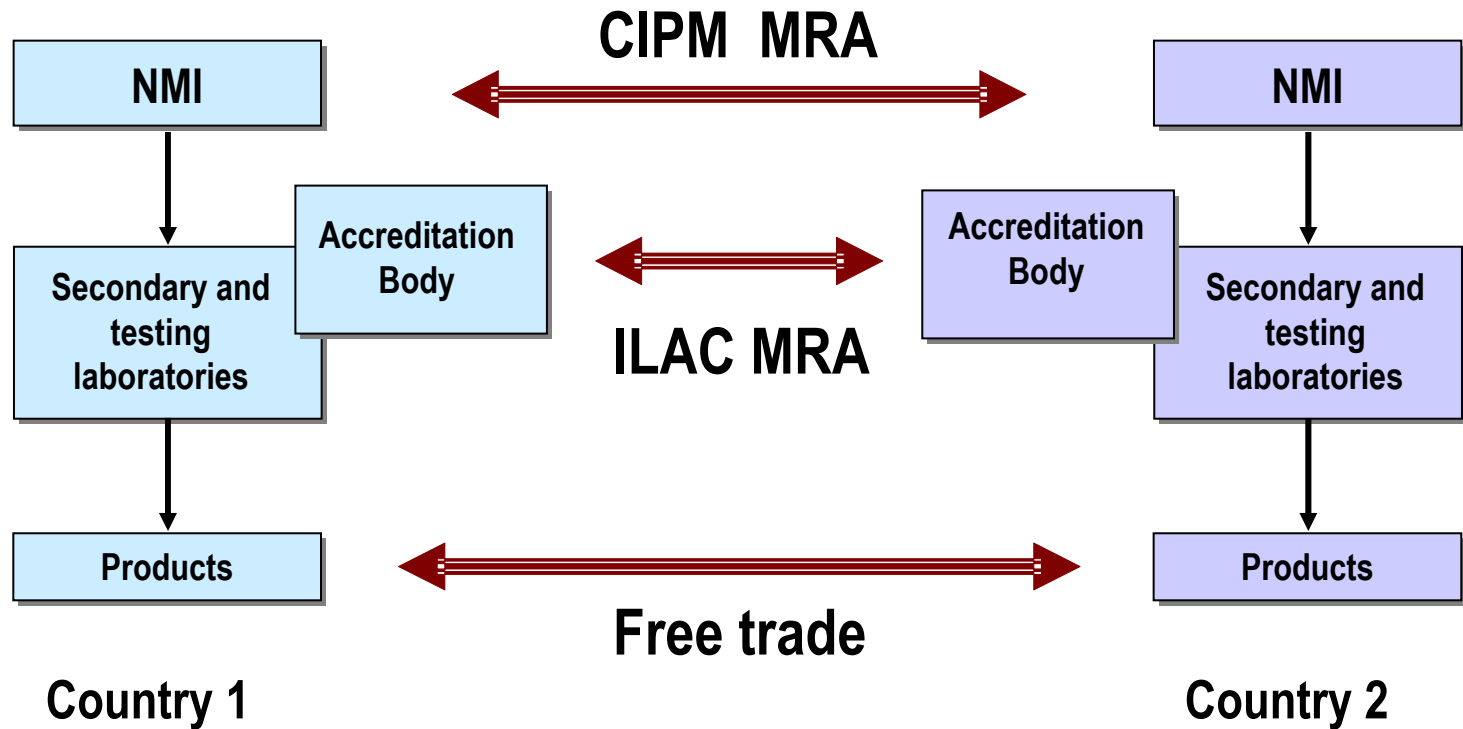 CIPM MRA
NMI
NMI
Accreditation
Body
Accreditation
Body
Secondary and
testing
laboratories
Secondary and
testing
laboratories
ILAC MRA
Products
Products
Free trade
Country 1
Country 2